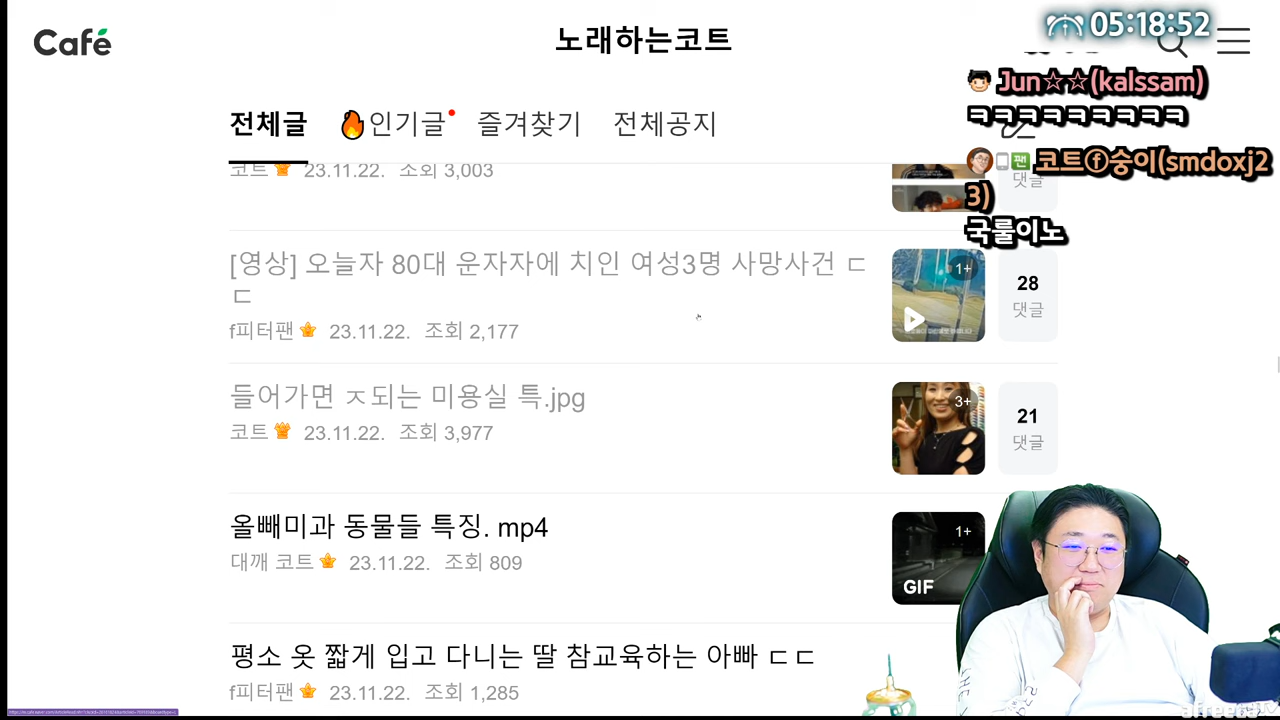 Café
노래하는코트
05:18:52
전체글
인기글
즐겨찾기
전체공지
Jun☆☆(kalssam)
ㅋㅋㅋㅋㅋㅋㅋㅋㅋ
팬 코트ⓕ숭이(smdoxj2
3)
국룰이노
코트 23.11.22. 조회 3,003
댓글
[영상] 오늘자 80대 운자자에 치인 여성3명 사망사건 ㄷ
ㄷ
f피터팬 23.11.22. 조회 2,177
1+
28
댓글
들어가면 ㅈ되는 미용실 특.jpg
코트 23.11.22. 조회 3,977
3+
21
댓글
올빼미과 동물들 특징. mp4
대깨 코트 23.11.22. 조회 809
1+
GIF
평소 옷 짧게 입고 다니는 딸 참교육하는 아빠 ㄷㄷ
f피터팬 23.11.22. 조회 1,285
afreecaTV